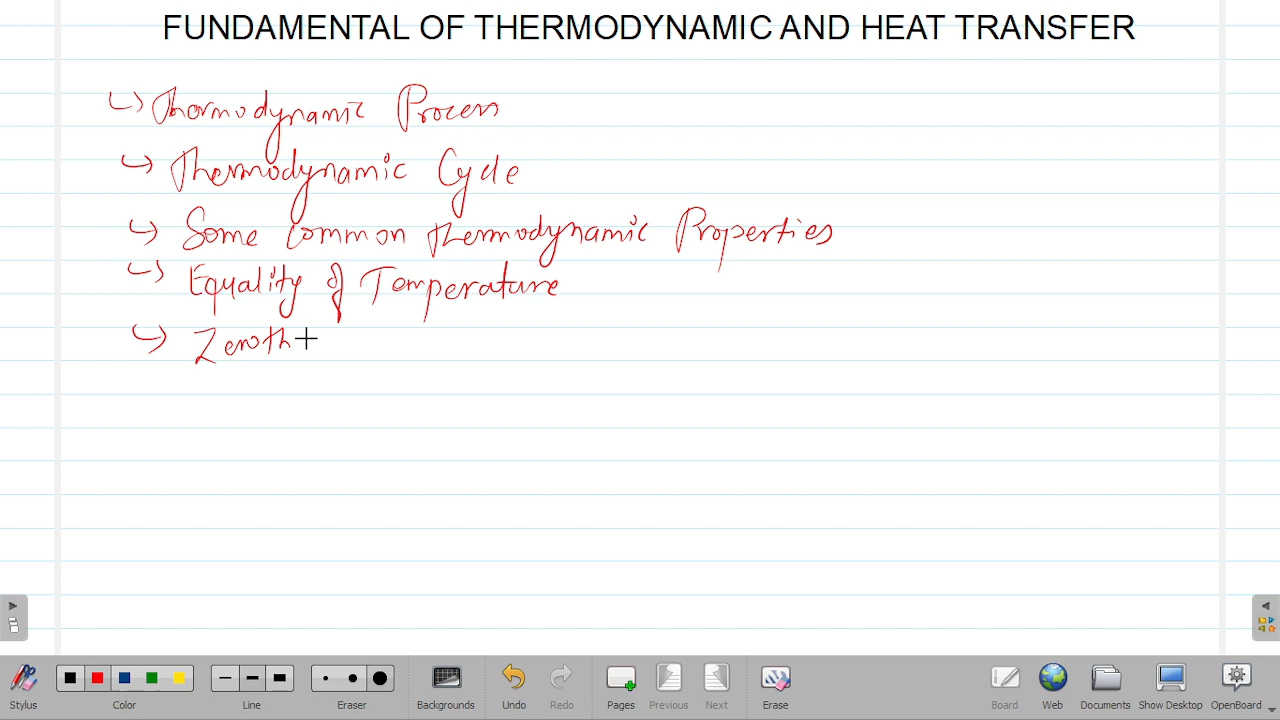 FUNDAMENTAL OF THERMODYNAMIC AND HEAT TRANSFER
↪ Thermodynamic Process
↪ Thermodynamic Cycle
↪ Some common thermodynamic Properties
↪ Equality of Temperature
↪ Zeroth
Stylus Color Line Eraser Backgrounds Undo Redo Pages Previous Next Erase Board Web Documents Show Desktop OpenBoard